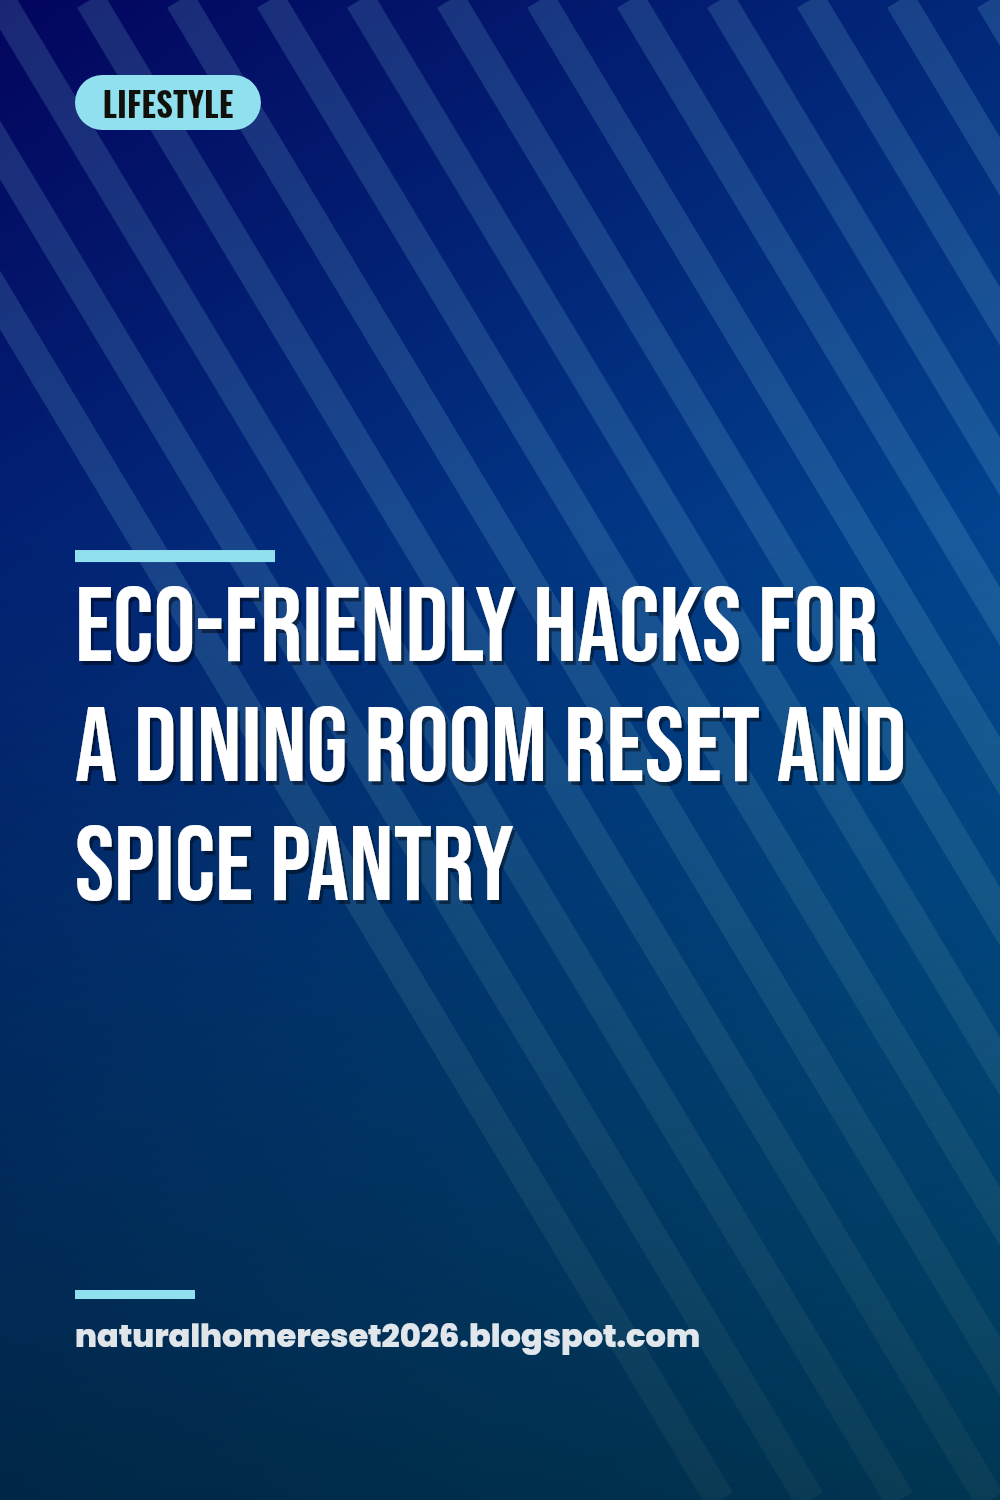 LIFESTYLE
ECO-FRIENDLY HACKS FOR
A DINING ROOM RESET AND
SPICE PANTRY
naturalhomereset2026.blogspot.com